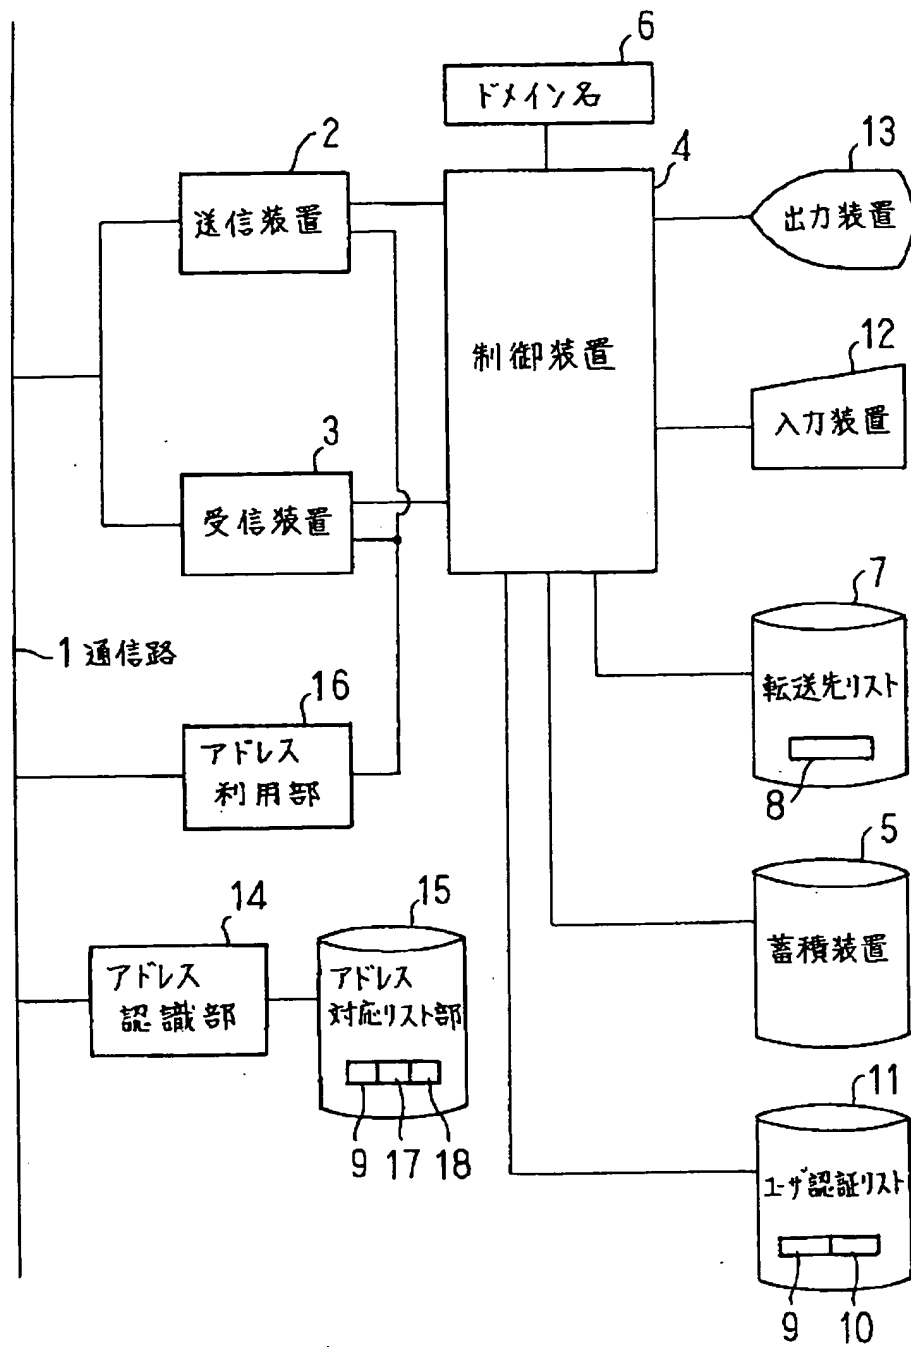 6
ドメイン名
2
送信装置
4
13
出力装置
制御装置
12
入力装置
3
受信装置
7
転送先リスト
8
1 通信路
16
アドレス
利用部
5
蓄積装置
14
アドレス
認識部
15
アドレス
対応リスト部
9 17 18
11
ユーザ認証リスト
9 10